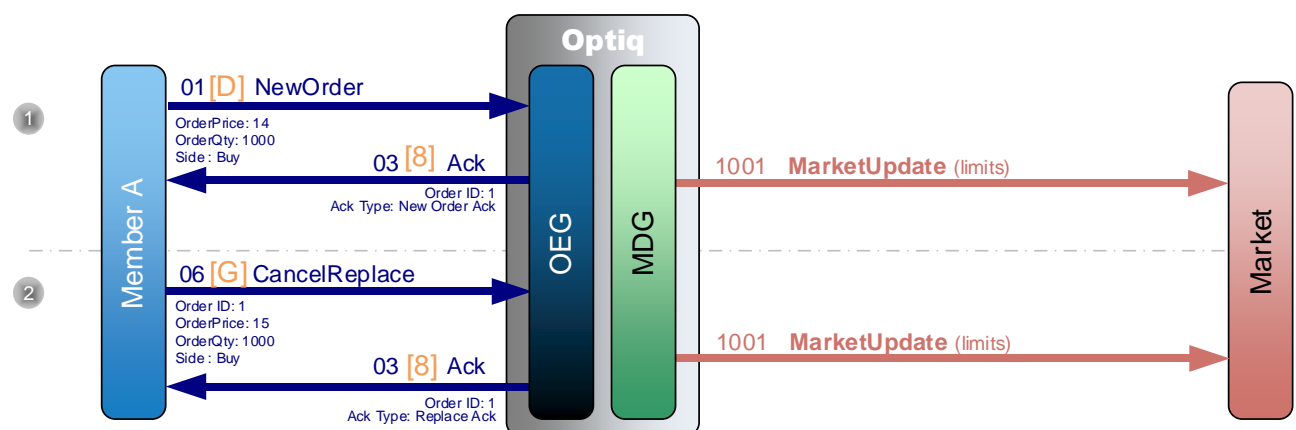 Optiq
1
Member A
01 [D] NewOrder
OrderPrice: 14
OrderQty: 1000
Side : Buy
03 [8] Ack
Order ID: 1
Ack Type: New Order Ack
OEG
MDG
1001 MarketUpdate (limits)
Market
2
06 [G] CancelReplace
Order ID: 1
OrderPrice: 15
OrderQty: 1000
Side : Buy
03 [8] Ack
Order ID: 1
Ack Type: Replace Ack
1001 MarketUpdate (limits)